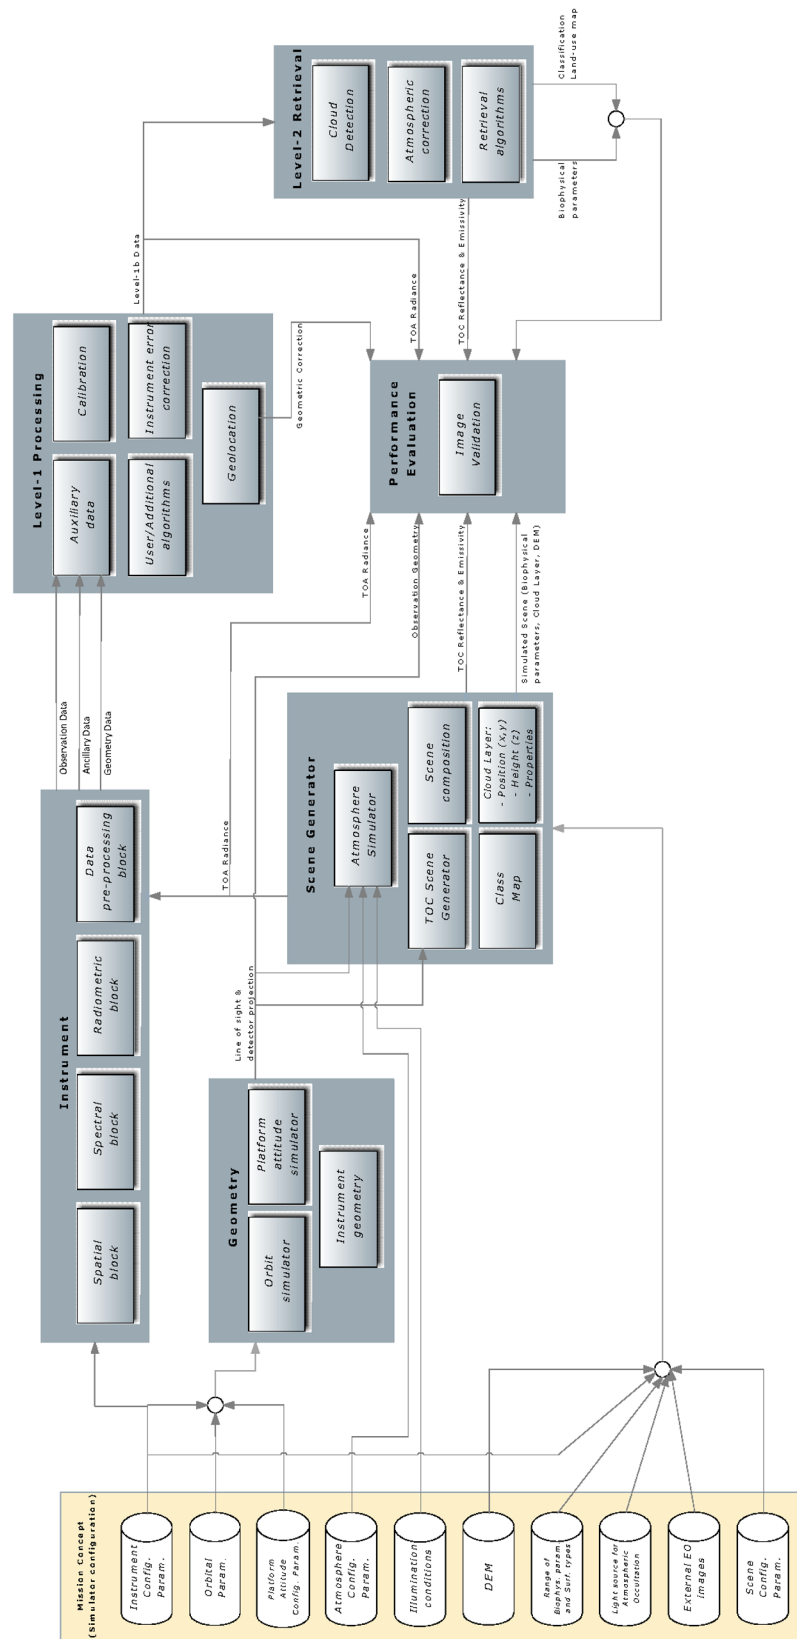 Mission Concept
(Simulator configuration)
Instrument
Config.
Param.
Orbital
Param.
Platform
Attitude
Config. Param.
Atmosphere
Config.
Param.
Illumination
conditions
DEM
Range of
Biophys. param.
and Surf. types
Light source for
Atmospheric
Occultation
External EO
images
Scene
Config.
Param.
Instrument
Spatial
block
Spectral
block
Radiometric
block
Data
pre-processing
block
Geometry
Orbit
simulator
Platform
attitude
simulator
Instrument
geometry
Line of sight &
detector projection
TOA Radiance
Scene Generator
Atmosphere
Simulator
TOC Scene
Generator
Scene
composition
Class
Map
Cloud Layer:
- Position (x,y)
- Height (z)
- Properties
Observation Data
Ancillary Data
Geometry Data
Level-1 Processing
Auxiliary
data
Calibration
User/Additional
algorithms
Instrument error
correction
Geolocation
TOA Radiance
Observation Geometry
TOC Reflectance & Emissivity
Simulated Scene (Biophysical
parameters, Cloud Layer, DEM)
Performance
Evaluation
Image
Validation
Level-1b Data
Geometric Correction
TOA Radiance
TOC Reflectance & Emissivity
Level-2 Retrieval
Cloud
Detection
Atmospheric
correction
Retrieval
algorithms
Biophysical
parameters
Classification
Land-use map